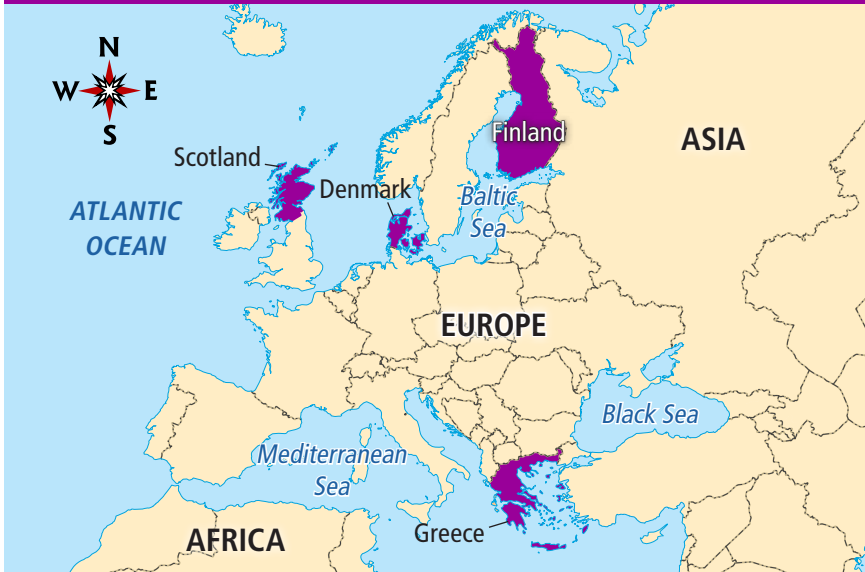 N
W E
S
Scotland
Finland
ASIA
Denmark
Baltic
Sea
ATLANTIC
OCEAN
EUROPE
Black Sea
Mediterranean
Sea
Greece
AFRICA